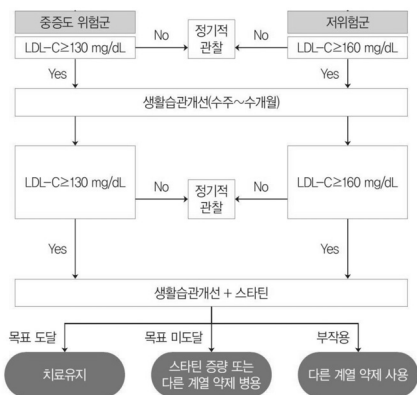 중증도 위험군
저위험군
LDL-C≥130 mg/dL
No
정기적
관찰
No
LDL-C≥160 mg/dL
Yes
Yes
생활습관개선(수주~수개월)
LDL-C≥130 mg/dL
No
정기적
관찰
No
LDL-C≥160 mg/dL
Yes
Yes
생활습관개선 + 스타틴
목표 도달
목표 미도달
부작용
치료유지
스타틴 증량 또는
다른 계열 약제 병용
다른 계열 약제 사용